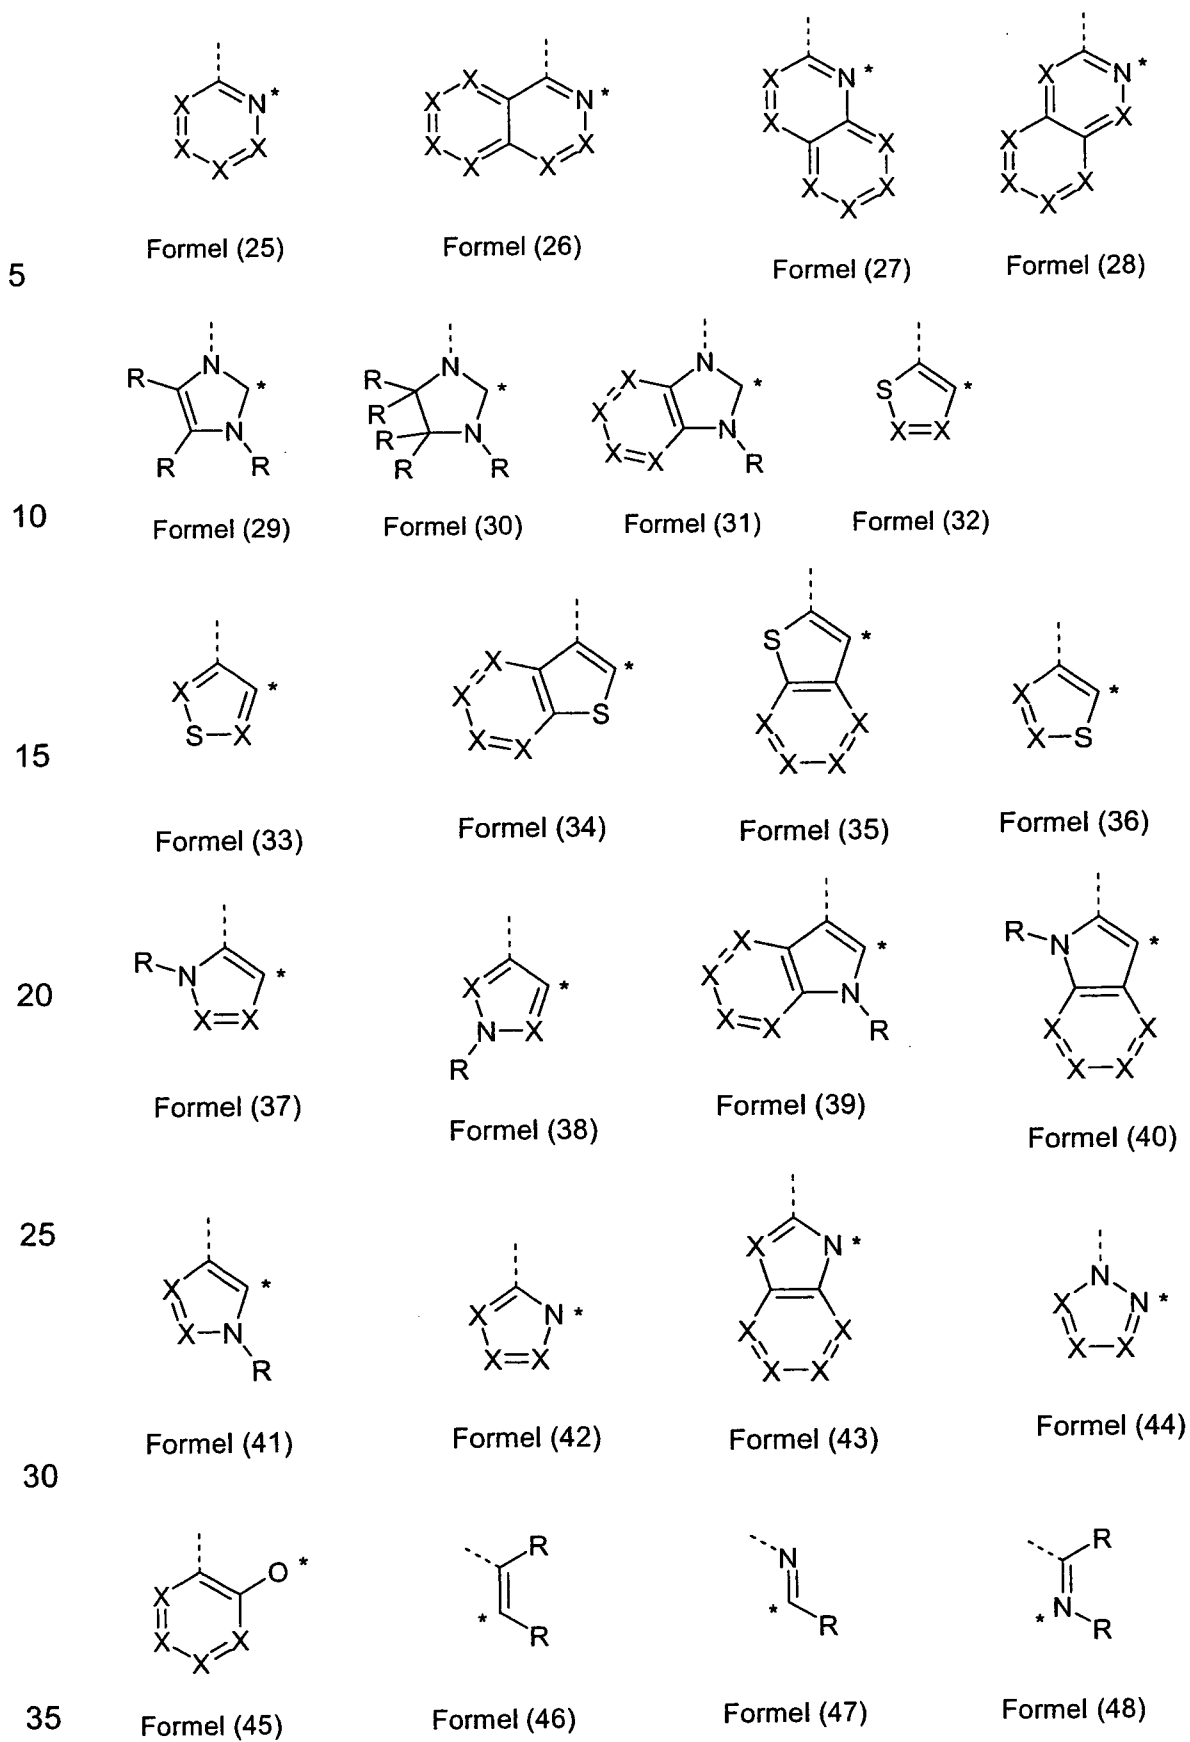 X X N* X N*
X N* X N*
X X
X X X X X X
X X X
X X X X
X X
Formel (25) Formel (26) Formel (27) Formel (28)
5
N N N
R * R * X * S *
R X
R N R N X N X=X
R R R R X X R
10
Formel (29) Formel (30) Formel (31) Formel (32)
S *
X * X * X *
X
S X X S X X X S
X X X X
15
Formel (33) Formel (34) Formel (35) Formel (36)
R N * X * X * R N *
X
20
X X N X X X N X X
R R X X
Formel (37) Formel (38) Formel (39) Formel (40)
25
X N * N
X * X N * X N *
X N X X X X X X
R X X
Formel (41) Formel (42) Formel (43) Formel (44)
30
O * R N R
X
X X * R * R * N R
X
35
Formel (45) Formel (46) Formel (47) Formel (48)